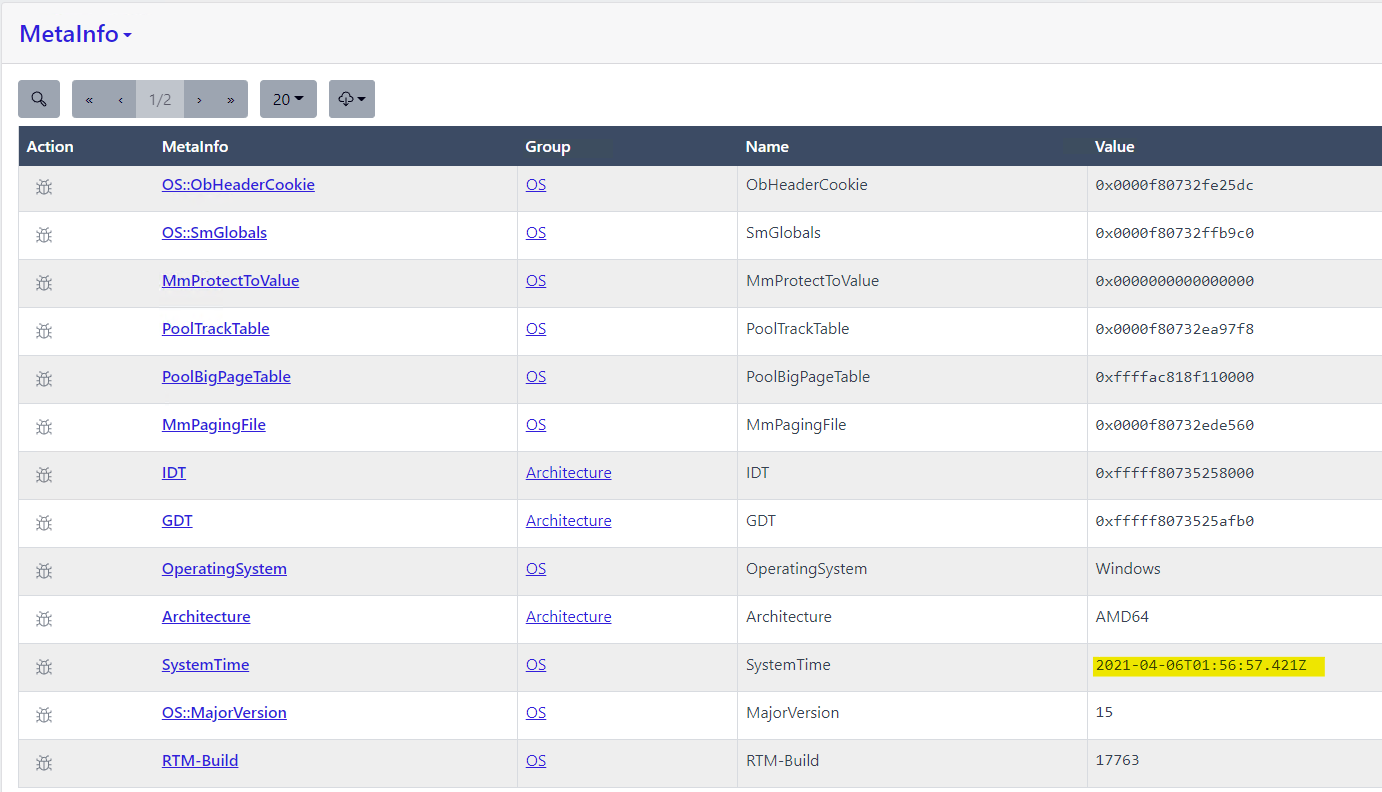 MetaInfo
« ‹ 1/2 › » 20
Action MetaInfo Group Name Value
OS::ObHeaderCookie OS ObHeaderCookie 0x0000f80732fe25dc
OS::SmGlobals OS SmGlobals 0x0000f80732ffb9c0
MmProtectToValue OS MmProtectToValue 0x0000000000000000
PoolTrackTable OS PoolTrackTable 0x0000f80732ea97f8
PoolBigPageTable OS PoolBigPageTable 0xffffac818f110000
MmPagingFile OS MmPagingFile 0x0000f80732ede560
IDT Architecture IDT 0xfffff80735258000
GDT Architecture GDT 0xfffff8073525afb0
OperatingSystem OS OperatingSystem Windows
Architecture Architecture Architecture AMD64
SystemTime OS SystemTime 2021-04-06T01:56:57.421Z
OS::MajorVersion OS MajorVersion 15
RTM-Build OS RTM-Build 17763